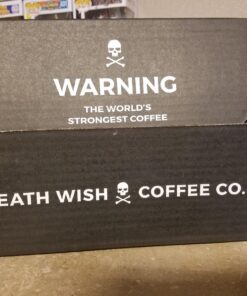 WARNING
THE WORLD'S
STRONGEST COFFEE
EATH WISH COFFEE CO.